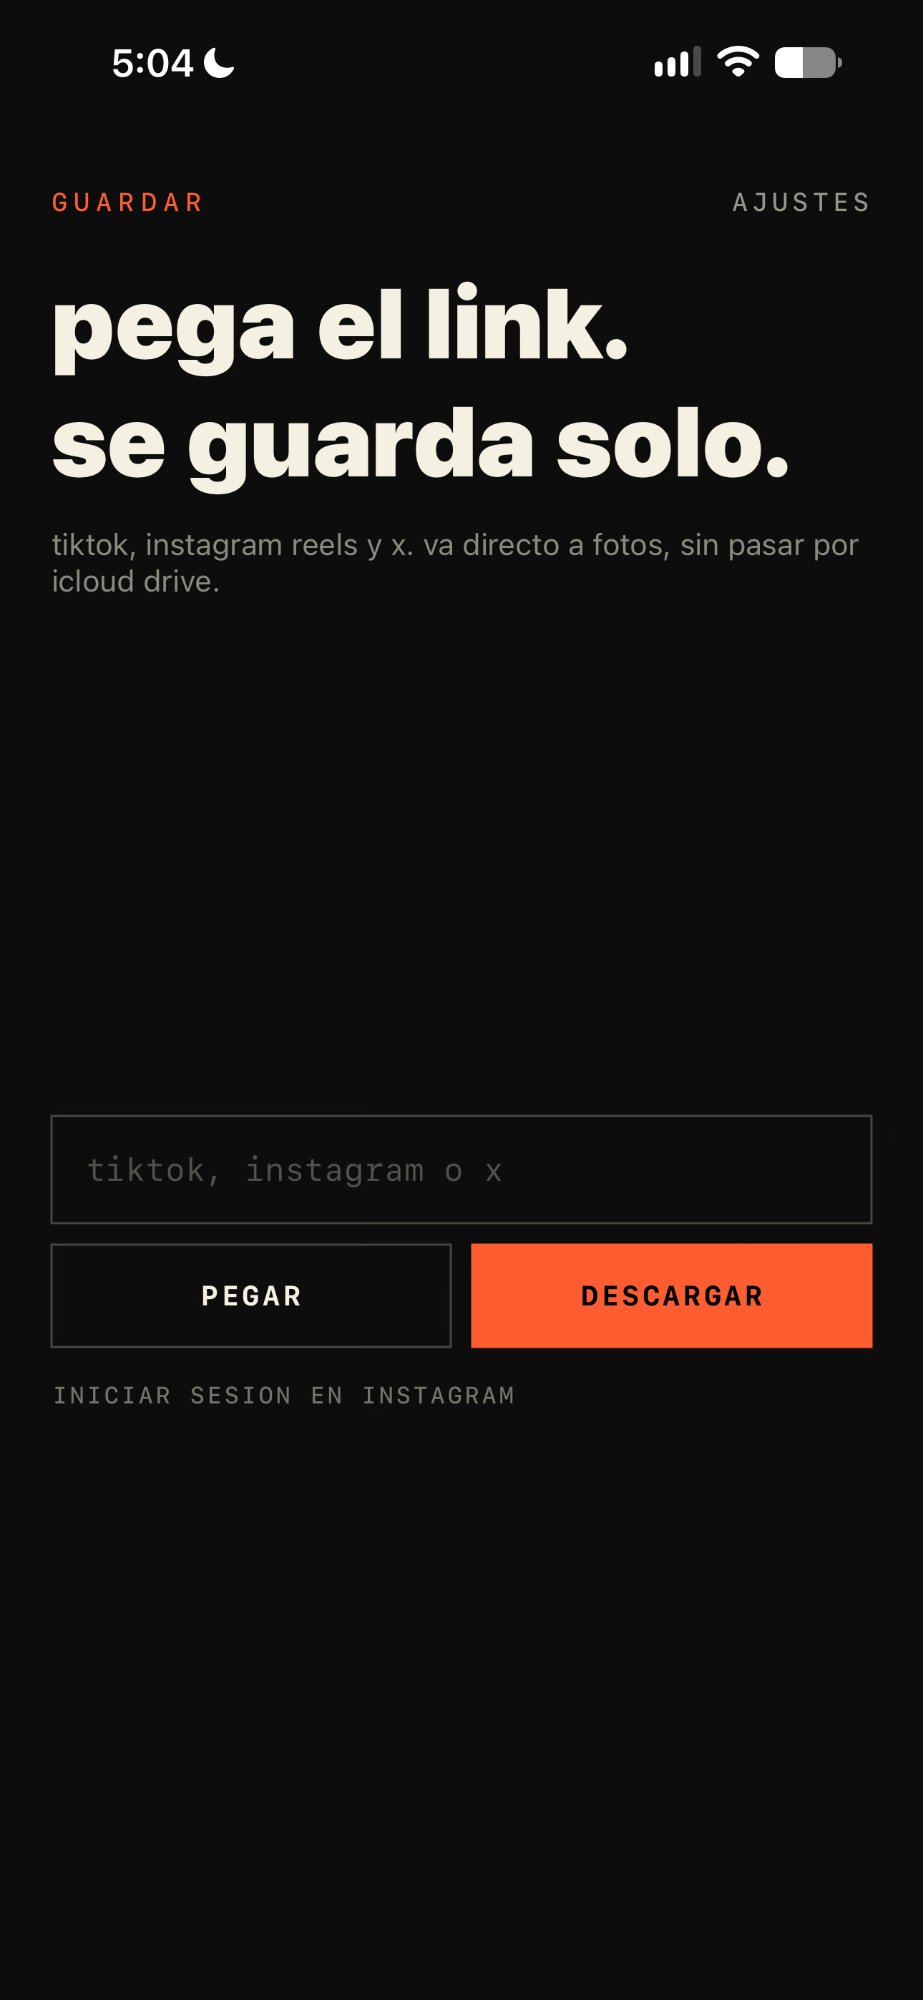 5:04
GUARDAR
AJUSTES
pega el link.
se guarda solo.
tiktok, instagram reels y x. va directo a fotos, sin pasar por
icloud drive.
tiktok, instagram o x
PEGAR
DESCARGAR
INICIAR SESION EN INSTAGRAM